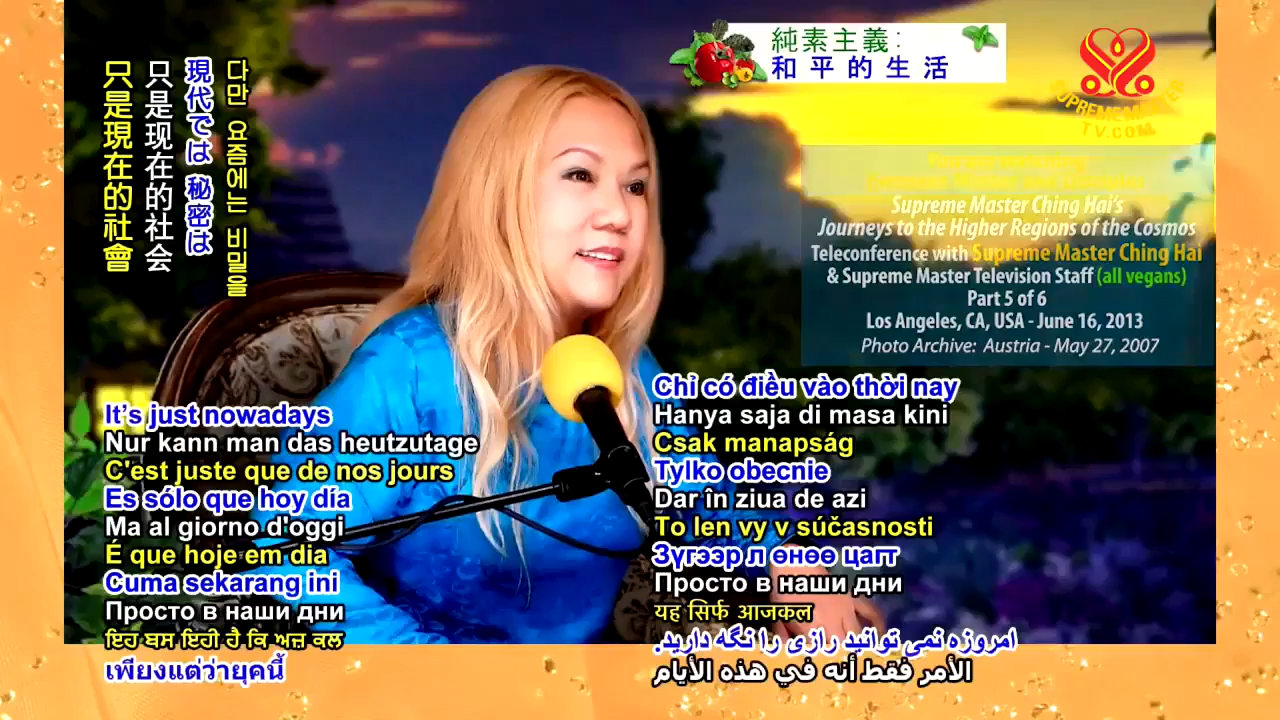 純素主義：
和平的生活
SUPREMEMASTER
TV.COM
다만 요즘에는 비밀을
現代では 秘密は
只是现在的社会
只是現在的社會
Supreme Master Ching Hai's
Journeys to the Higher Regions of the Cosmos
Teleconference with Supreme Master Ching Hai
& Supreme Master Television Staff (all vegans)
Part 5 of 6
Los Angeles, CA, USA - June 16, 2013
Photo Archive: Austria - May 27, 2007
It's just nowadays
Nur kann man das heutzutage
C'est juste que de nos jours
Es sólo que hoy día
Ma al giorno d'oggi
É que hoje em dia
Cuma sekarang ini
Просто в наши дни
ਇਹ ਬਸ ਇਹੀ ਹੈ ਕਿ ਅਜ਼ ਕਲ
เพียงแต่ว่ายุคนี้
Chỉ có điều vào thời nay
Hanya saja di masa kini
Csak manapság
Tylko obecnie
Dar în ziua de azi
To len vy v súčasnosti
Зүгээр л өнөө цагт
Просто в наши дни
यह सिर्फ आजकल
امروزه نمی توانید رازی را نگه دارید.
الأمر فقط أنه في هذه الأيام